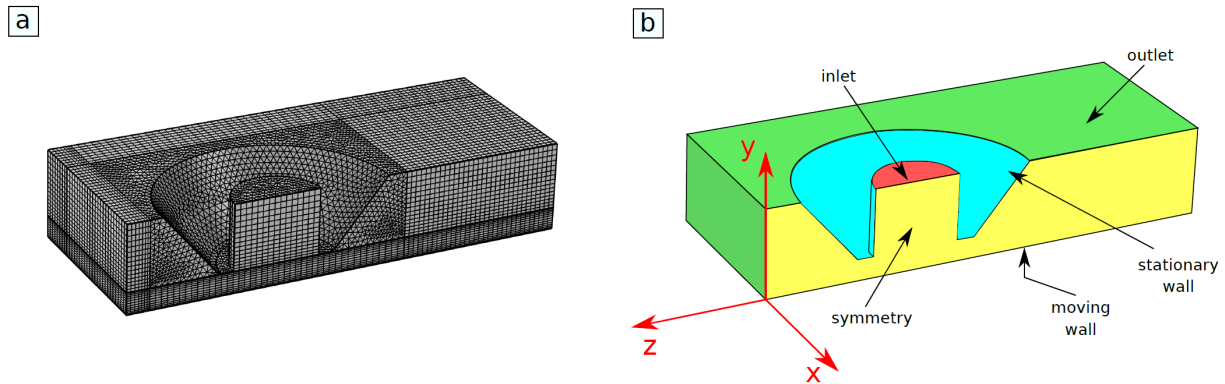 a
b
outlet
inlet
y
stationary
wall
symmetry
moving
wall
z
x